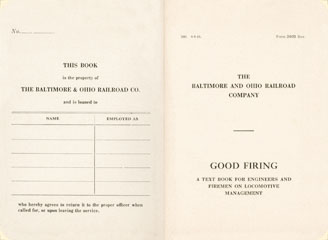 No.
THIS BOOK
is the property of
THE BALTIMORE & OHIO RAILROAD CO.
and is loaned to
NAME EMPLOYED AS
who hereby agrees to return it to the proper officer when
called for, or upon leaving the service.
THE
BALTIMORE AND OHIO RAILROAD
COMPANY
GOOD FIRING
A TEXT BOOK FOR ENGINEERS AND
FIREMEN ON LOCOMOTIVE
MANAGEMENT